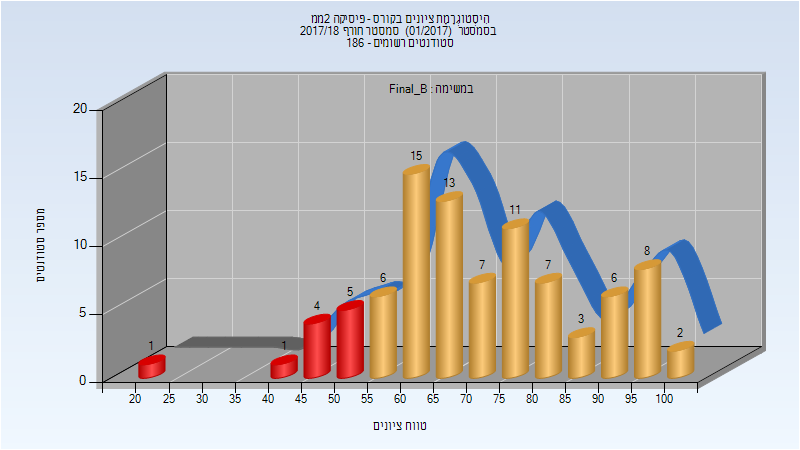 היסטוגרמת ציונים בקורס - פיסיקה 2ממ
בסמסטר (01/2017) סמסטר חורף 2017/18
סטודנטים רשומים - 186
במשימה : Final_B
מספר סטודנטים
20
15
10
5
0
1
1
4
5
6
15
13
7
11
7
3
6
8
2
20 25 30 35 40 45 50 55 60 65 70 75 80 85 90 95 100
טווח ציונים